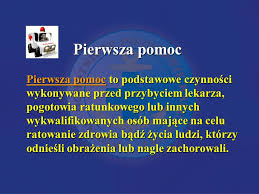 Pierwsza pomoc
Pierwsza pomoc to podstawowe czynności
wykonywane przed przybyciem lekarza,
pogotowia ratunkowego lub innych
wykwalifikowanych osób mające na celu
ratowanie zdrowia bądź życia ludzi, którzy
odnieśli obrażenia lub nagle zachorowali.